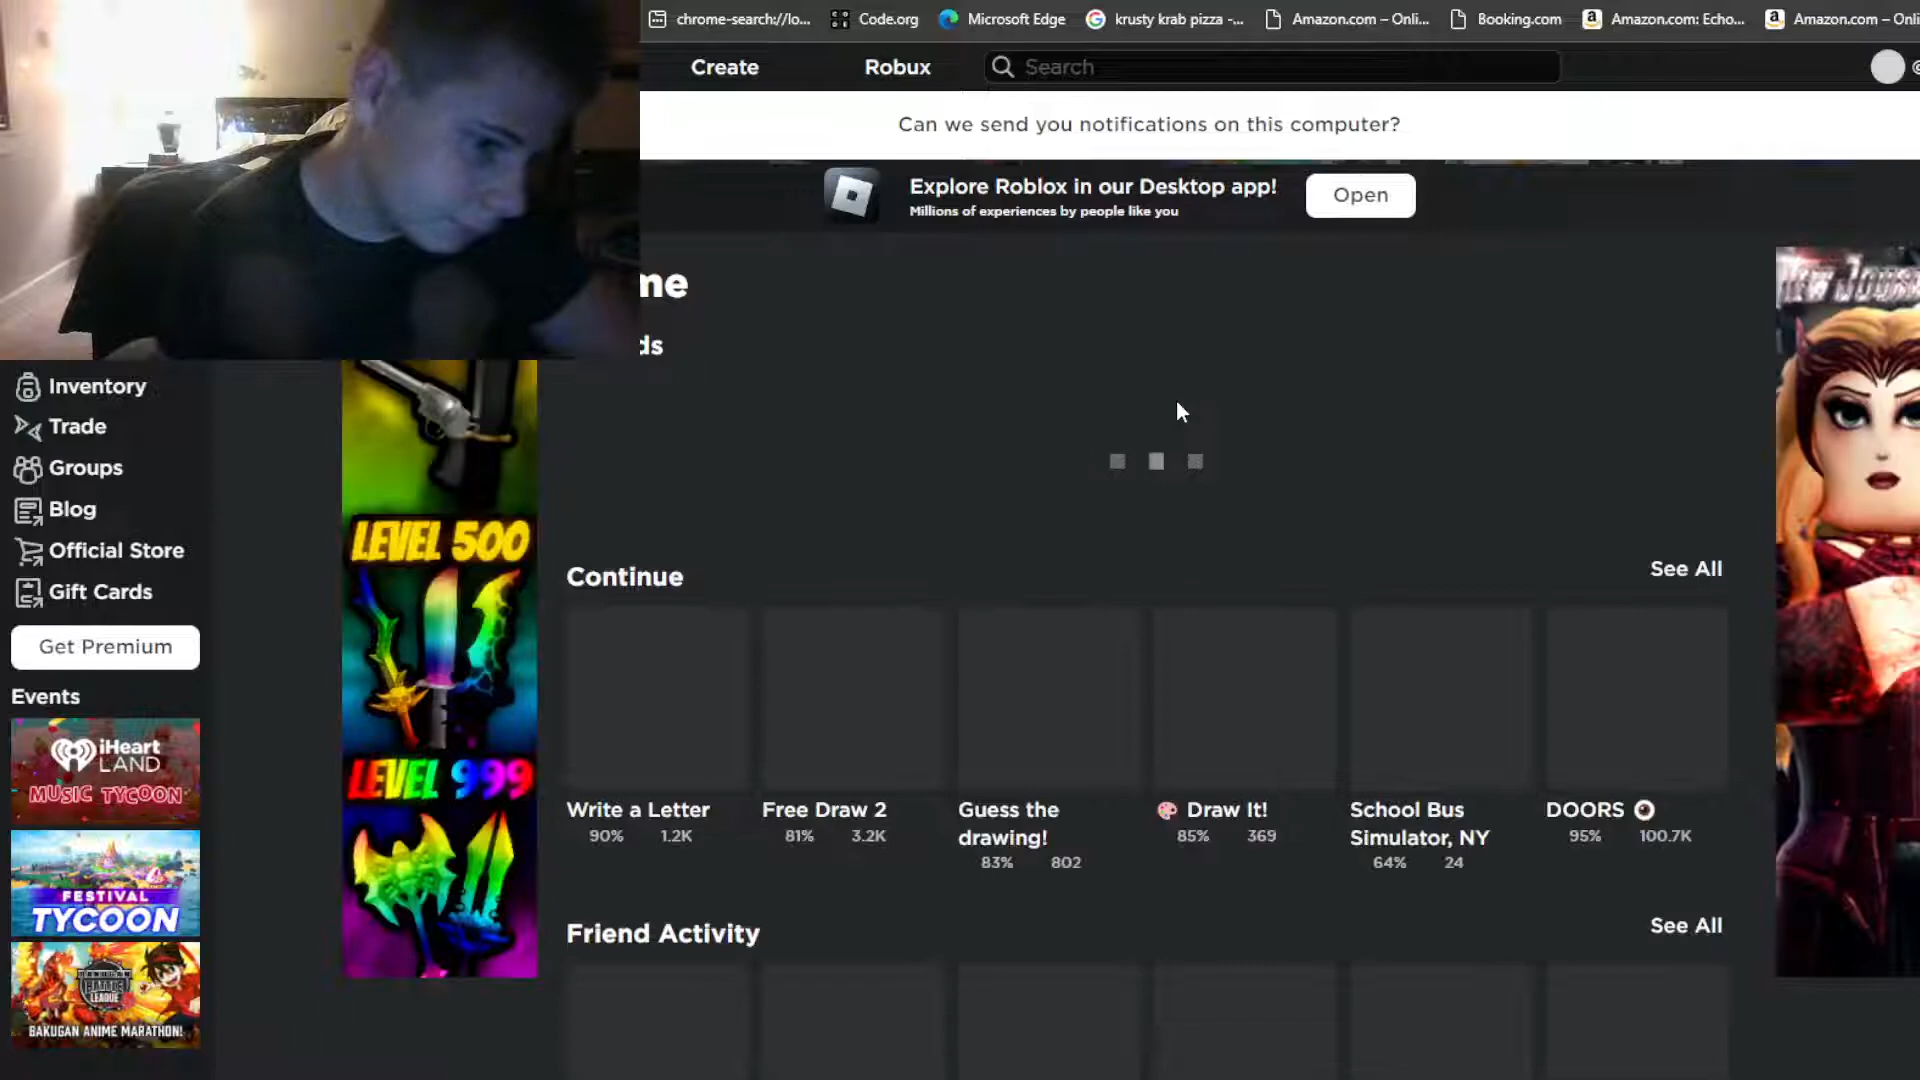 chrome-search://lo...
Code.org
Microsoft Edge
krusty krab pizza -...
Amazon.com – Onli...
Booking.com
Amazon.com: Echo...
Amazon.com – Onli
Create
Robux
Search
Can we send you notifications on this computer?
Explore Roblox in our Desktop app!
Millions of experiences by people like you
Open
me
ds
Inventory
Trade
Groups
Blog
Official Store
Gift Cards
Get Premium
Events
iHeart
LAND
MUSIC TYCOON
FESTIVAL
TYCOON
BAKUGAN ANIME MARATHON!
LEVEL 500
LEVEL 999
Continue
See All
Write a Letter
90% 1.2K
Free Draw 2
81% 3.2K
Guess the
drawing!
83% 802
Draw It!
85% 369
School Bus
Simulator, NY
64% 24
DOORS
95% 100.7K
Friend Activity
See All